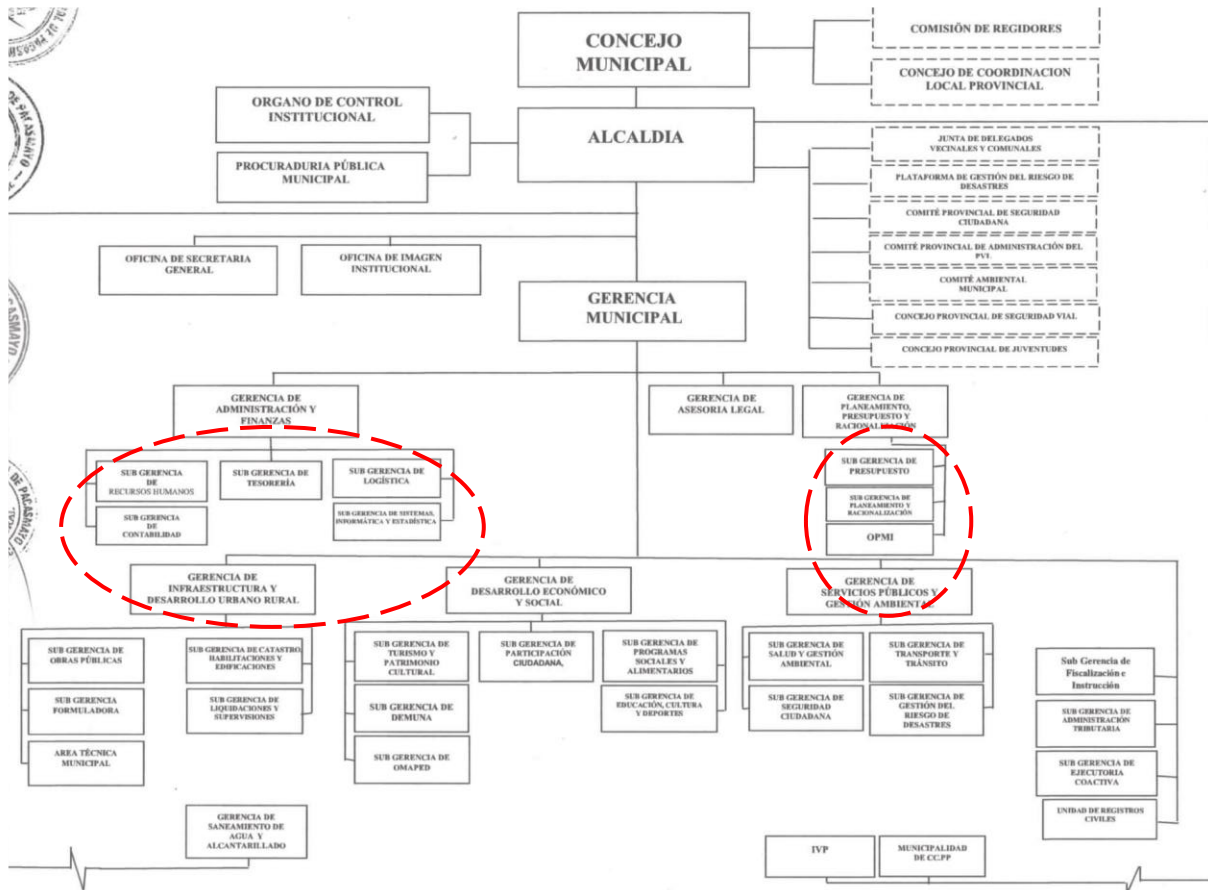 CONCEJO
MUNICIPAL
COMISIÖN DE REGIDORES
CONCEJO DE COORDINACION
LOCAL PROVINCIAL
ORGANO DE CONTROL
INSTITUCIONAL
PROCURADURIA PÚBLICA
MUNICIPAL
ALCALDIA
JUNTA DE DELEGADOS
VECINALES Y COMUNALES
PLATAFORMA DE GESTIÓN DEL RIESGO DE
DESASTRES
COMITÉ PROVINCIAL DE SEGURIDAD
CIUDADANA
COMITÉ PROVINCIAL DE ADMINISTRACIÓN DEL
PVL
COMITÉ AMBIENTAL
MUNICIPAL
CONCEJO PROVINCIAL DE SEGURIDAD VIAL
CONCEJO PROVINCIAL DE JUVENTUDES
OFICINA DE SECRETARIA
GENERAL
OFICINA DE IMAGEN
INSTITUCIONAL
GERENCIA
MUNICIPAL
GERENCIA DE
ADMINISTRACIÓN Y
FINANZAS
GERENCIA DE
ASESORIA LEGAL
GERENCIA DE
PLANEAMIENTO,
PRESUPUESTO Y
RACIONALIZACIÓN
SUB GERENCIA
DE
RECURSOS HUMANOS
SUB GERENCIA DE
TESORERÍA
SUB GERENCIA DE
LOGÍSTICA
SUB GERENCIA
DE
CONTABILIDAD
SUB GERENCIA DE SISTEMAS,
INFORMÁTICA Y ESTADÍSTICA
SUB GERENCIA DE
PRESUPUESTO
SUB GERENCIA DE
PLANEAMIENTO Y
RACIONALIZACIÓN
OPMI
GERENCIA DE
INFRAESTRUCTURA Y
DESARROLLO URBANO RURAL
GERENCIA DE
DESARROLLO ECONÓMICO
Y SOCIAL
GERENCIA DE
SERVICIOS PÚBLICOS Y
GESTIÓN AMBIENTAL
SUB GERENCIA DE
OBRAS PÚBLICAS
SUB GERENCIA DE CATASTRO,
HABILITACIONES Y
EDIFICACIONES
SUB GERENCIA
FORMULADORA
SUB GERENCIA DE
LIQUIDACIONES Y
SUPERVISIONES
AREA TÉCNICA
MUNICIPAL
SUB GERENCIA DE
TURISMO Y
PATRIMONIO
CULTURAL
SUB GERENCIA DE
PARTICIPACIÓN
CIUDADANA,
SUB GERENCIA DE
PROGRAMAS
SOCIALES Y
ALIMENTARIOS
SUB GERENCIA DE
DEMUNA
SUB GERENCIA DE
EDUCACIÓN, CULTURA
Y DEPORTES
SUB GERENCIA DE
OMAPED
SUB GERENCIA DE
SALUD Y GESTIÓN
AMBIENTAL
SUB GERENCIA DE
TRANSPORTE Y
TRÁNSITO
SUB GERENCIA DE
SEGURIDAD
CIUDADANA
SUB GERENCIA DE
GESTIÓN DEL
RIESGO DE
DESASTRES
Sub Gerencia de
Fiscalización e
Instrucción
SUB GERENCIA DE
ADMINISTRACIÓN
TRIBUTARIA
SUB GERENCIA DE
EJECUTORIA
COACTIVA
UNIDAD DE REGISTROS
CIVILES
GERENCIA DE
SANEAMIENTO DE
AGUA Y
ALCANTARILLADO
IVP
MUNICIPALIDAD
DE CC.PP
DE PACASMAYO